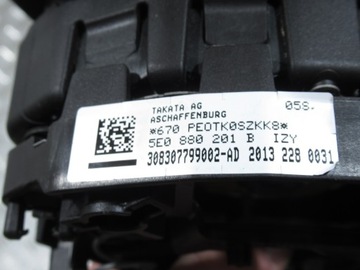 TAKATA AG
ASCHAFFENBURG
05S.
*670 PEOTK0SZKK8*
5E0 880 201 B IZY
308307799002-AD 2013 228 0031